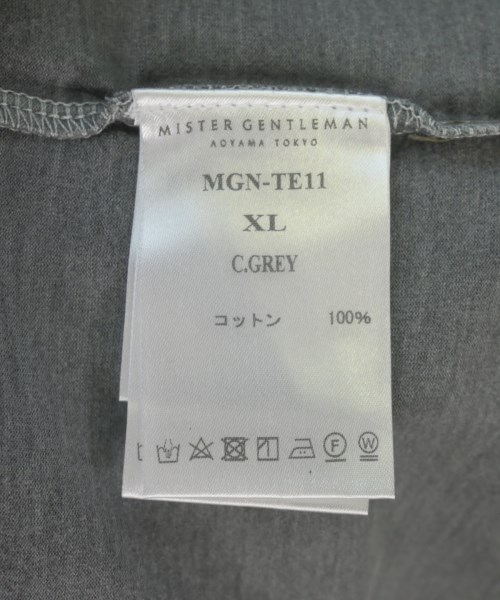 MISTER GENTLEMAN
AOYAMA TOKYO
MGN-TE11
XL
C.GREY
コットン 100%
F W